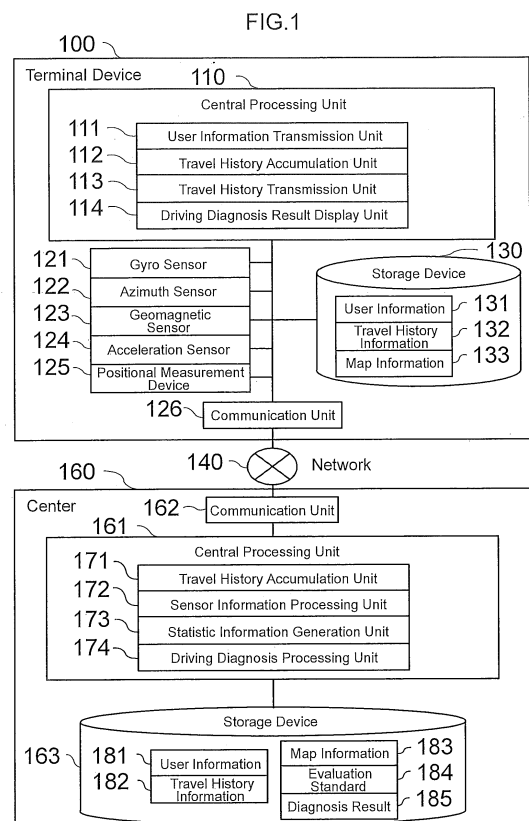 FIG.1
100
Terminal Device
110
Central Processing Unit
111
User Information Transmission Unit
112
Travel History Accumulation Unit
113
Travel History Transmission Unit
114
Driving Diagnosis Result Display Unit
121
Gyro Sensor
122
Azimuth Sensor
123
Geomagnetic
Sensor
124
Acceleration Sensor
125
Positional Measurement
Device
130
Storage Device
User Information
131
Travel History
Information
132
Map Information
133
126
Communication Unit
140
Network
160
Center
162
Communication Unit
161
Central Processing Unit
171
Travel History Accumulation Unit
172
Sensor Information Processing Unit
173
Statistic Information Generation Unit
174
Driving Diagnosis Processing Unit
Storage Device
163
181
User Information
182
Travel History
Information
Map Information
183
Evaluation
Standard
184
Diagnosis Result
185